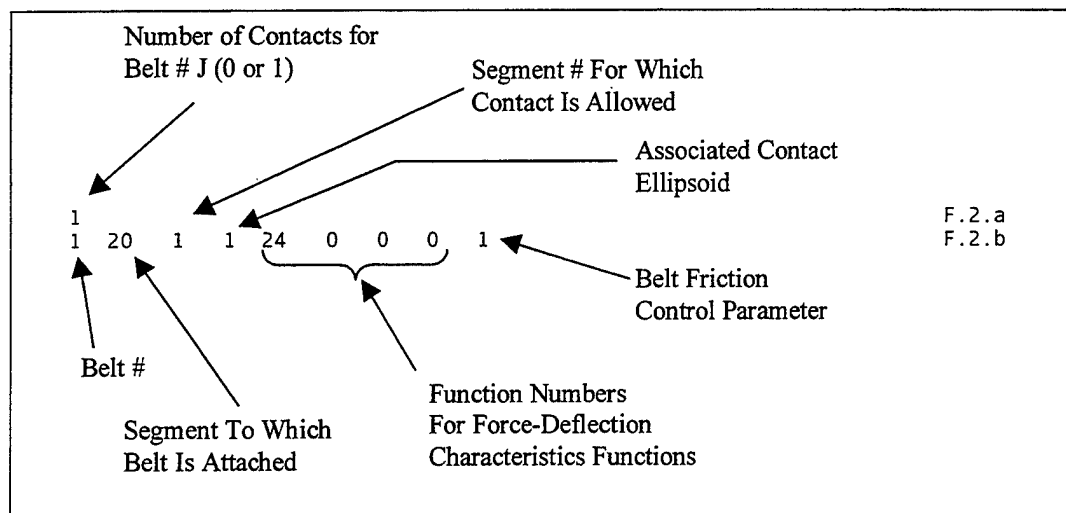 Number of Contacts for
Belt # J (0 or 1)
Segment # For Which
Contact Is Allowed
Associated Contact
Ellipsoid
1 F.2.a
1 20 1 1 24 0 0 0 1 F.2.b
Belt Friction
Control Parameter
Belt #
Segment To Which
Belt Is Attached
Function Numbers
For Force-Deflection
Characteristics Functions